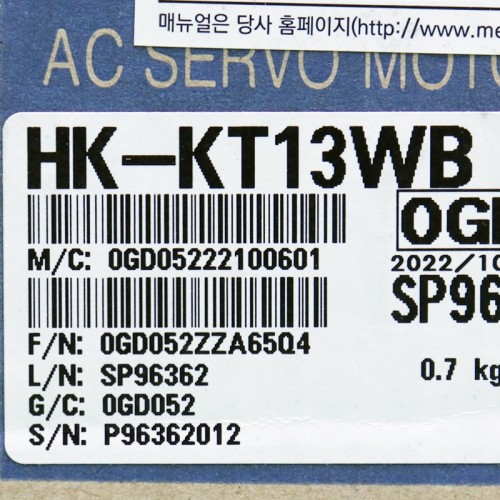 매뉴얼은 당사 홈페이지(http://www.me
AC SERVO MOTO
HK-KT13WB
0G
M/C: 0GD05222100601
2022/10
SP96
F/N: 0GD052ZZA65Q4
L/N: SP96362
0.7 kg
G/C: 0GD052
S/N: P96362012